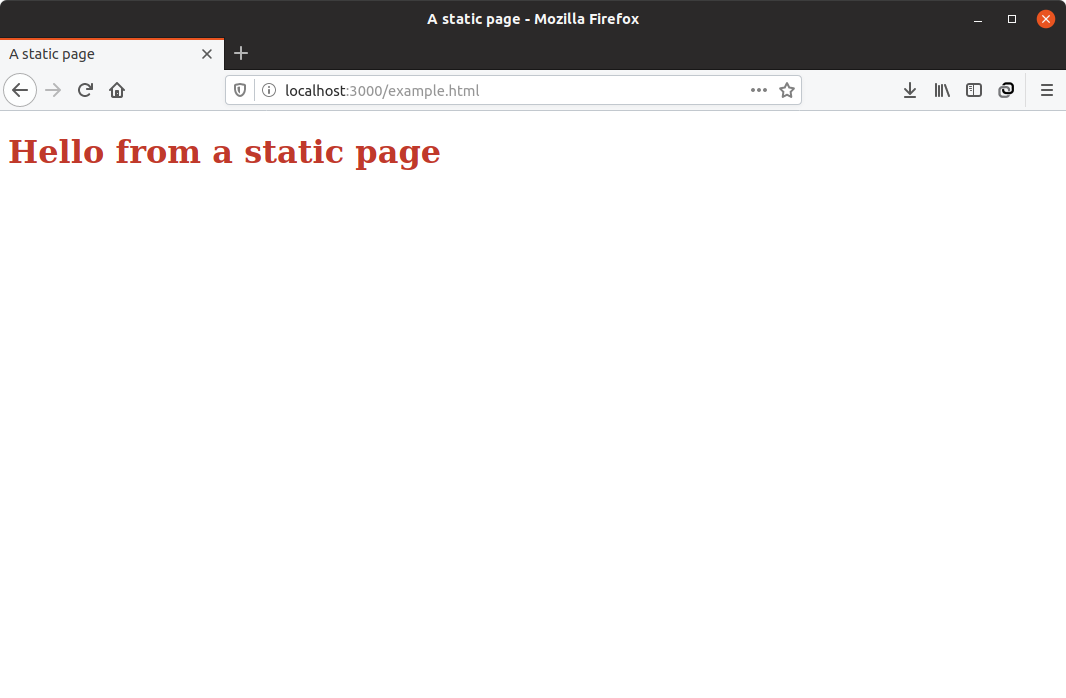 A static page - Mozilla Firefox
A static page
localhost:3000/example.html
Hello from a static page